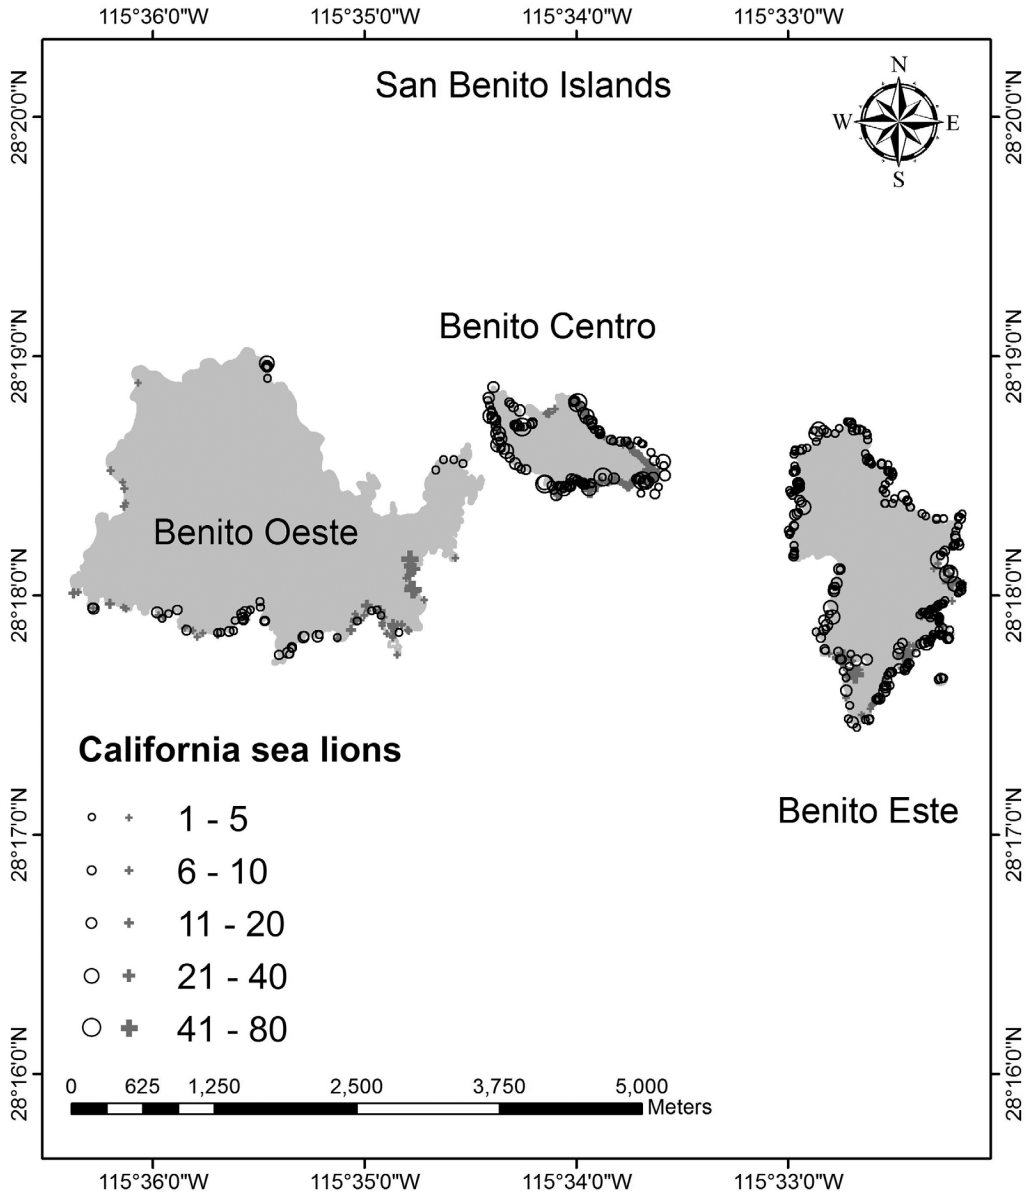 115°36'0"W 115°35'0"W 115°34'0"W 115°33'0"W
San Benito Islands
N
W E
S
28°20'0"N 28°20'0"N
Benito Centro
28°19'0"N 28°19'0"N
Benito Oeste
28°18'0"N 28°18'0"N
California sea lions
Benito Este
1 - 5
28°17'0"N 28°17'0"N
6 - 10
11 - 20
21 - 40
41 - 80
28°16'0"N 28°16'0"N
0 625 1,250 2,500 3,750 5,000
Meters
115°36'0"W 115°35'0"W 115°34'0"W 115°33'0"W